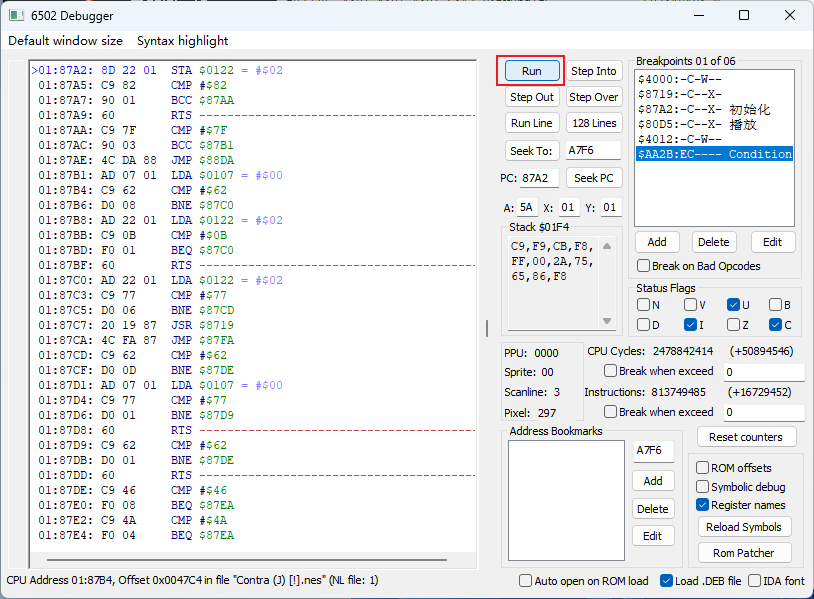 6502 Debugger
Default window size Syntax highlight
>01:87A2: 8D 22 01 STA $0122 = #$02
01:87A5: C9 82 CMP #$82
01:87A7: 90 01 BCC $87AA
01:87A9: 60 RTS
01:87AA: C9 7F CMP #$7F
01:87AC: 90 03 BCC $87B1
01:87AE: 4C DA 88 JMP $88DA
01:87B1: AD 07 01 LDA $0107 = #$00
01:87B4: C9 62 CMP #$62
01:87B6: D0 08 BNE $87C0
01:87B8: AD 22 01 LDA $0122 = #$02
01:87BB: C9 0B CMP #$0B
01:87BD: F0 01 BEQ $87C0
01:87BF: 60 RTS
01:87C0: AD 22 01 LDA $0122 = #$02
01:87C3: C9 77 CMP #$77
01:87C5: D0 06 BNE $87CD
01:87C7: 20 19 87 JSR $8719
01:87CA: 4C FA 87 JMP $87FA
01:87CD: C9 62 CMP #$62
01:87CF: D0 0D BNE $87DE
01:87D1: AD 07 01 LDA $0107 = #$00
01:87D4: C9 77 CMP #$77
01:87D6: D0 01 BNE $87D9
01:87D8: 60 RTS
01:87D9: C9 62 CMP #$62
01:87DB: D0 01 BNE $87DE
01:87DD: 60 RTS
01:87DE: C9 46 CMP #$46
01:87E0: F0 08 BEQ $87EA
01:87E2: C9 4A CMP #$4A
01:87E4: F0 04 BEQ $87EA
Run Step Into
Step Out Step Over
Run Line 128 Lines
Seek To: A7F6
PC: 87A2 Seek PC
A: 5A X: 01 Y: 01
Stack $01F4
C9,F9,CB,F8,
FF,00,2A,75,
65,86,F8
Breakpoints 01 of 06
$4000:-C-W--
$8719:-C--X-
$87A2:-C--X- 初始化
$80D5:-C--X- 播放
$4012:-C-W--
$AA2B:EC---- Condition
Add Delete Edit
Break on Bad Opcodes
Status Flags
N V U B
D I Z C
PPU: 0000
Sprite: 00
Scanline: 3
Pixel: 297
CPU Cycles: 2478842414 (+50894546)
Break when exceed 0
Instructions: 813749485 (+16729452)
Break when exceed 0
Address Bookmarks
A7F6
Add
Delete
Edit
Reset counters
ROM offsets
Symbolic debug
Register names
Reload Symbols
Rom Patcher
CPU Address 01:87B4, Offset 0x0047C4 in file "Contra (J) [!].nes" (NL file: 1)
Auto open on ROM load Load .DEB file IDA font